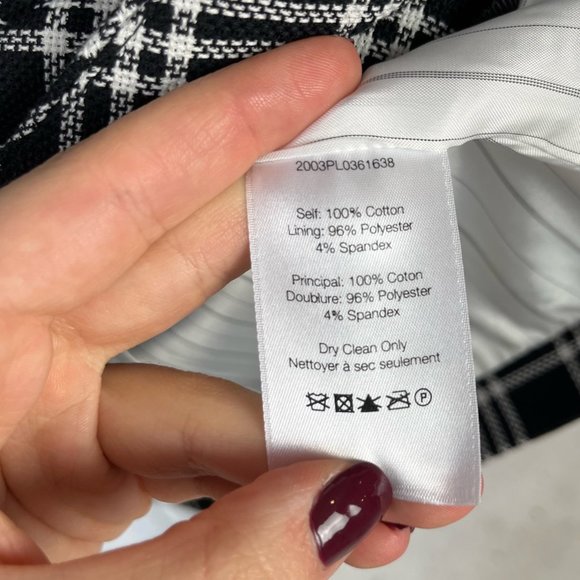 2003PL0361638
Self: 100% Cotton
Lining: 96% Polyester
4% Spandex
Principal: 100% Coton
Doublure: 96% Polyester
4% Spandex
Dry Clean Only
Nettoyer à sec seulement
P